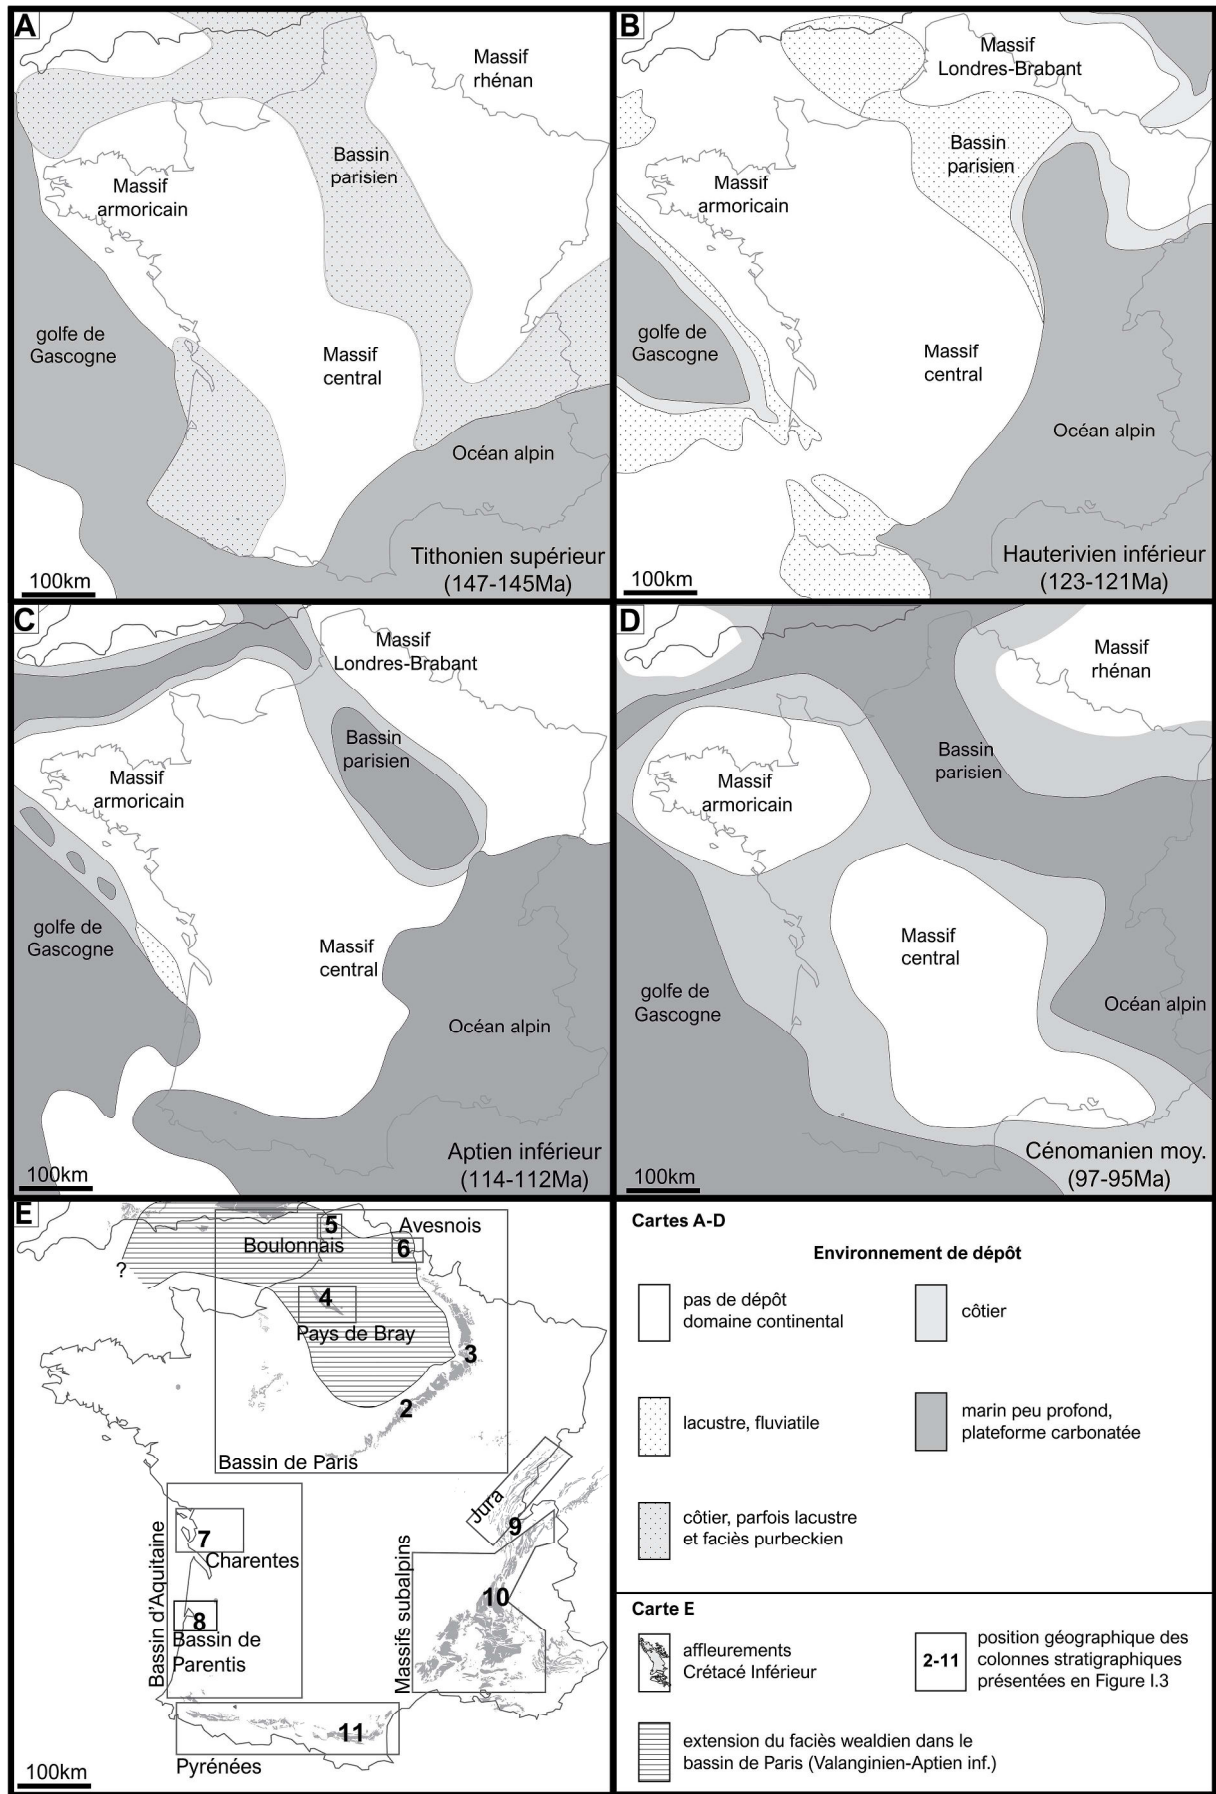 A
Massif
rhénan
Bassin
parisien
Massif
armoricain
golfe de
Gascogne
Massif
central
Océan alpin
Tithonien supérieur
(147-145Ma)
100km
B
Massif
Londres-Brabant
Bassin
parisien
Massif
armoricain
golfe de
Gascogne
Massif
central
Océan alpin
Hauterivien inférieur
(123-121Ma)
100km
C
Massif
Londres-Brabant
Bassin
parisien
Massif
armoricain
golfe de
Gascogne
Massif
central
Océan alpin
Aptien inférieur
(114-112Ma)
100km
D
Massif
rhénan
Bassin
parisien
Massif
armoricain
Massif
central
golfe de
Gascogne
Océan alpin
Cénomanien moy.
(97-95Ma)
100km
E
5
Avesnois
Boulonnais
6
?
4
Pays de Bray
3
2
Bassin de Paris
Jura
9
7
Charentes
Bassin d'Aquitaine
Massifs subalpins
10
8
Bassin de
Parentis
11
Pyrénées
100km
Cartes A-D
Environnement de dépôt
pas de dépôt
domaine continental
côtier
lacustre, fluviatile
marin peu profond,
plateforme carbonatée
côtier, parfois lacustre
et faciès purbeckien
Carte E
affleurements
Crétacé Inférieur
2-11
position géographique des
colonnes stratigraphiques
présentées en Figure I.3
extension du faciès wealdien dans le
bassin de Paris (Valanginien-Aptien inf.)